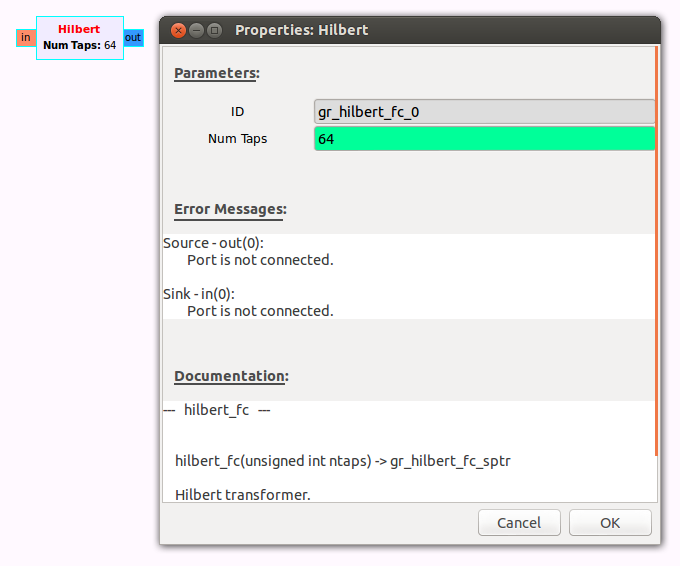 in
Hilbert
Num Taps: 64
out
Properties: Hilbert
Parameters:
ID
gr_hilbert_fc_0
Num Taps
64
Error Messages:
Source - out(0):
Port is not connected.
Sink - in(0):
Port is not connected.
Documentation:
--- hilbert_fc ---
hilbert_fc(unsigned int ntaps) -> gr_hilbert_fc_sptr
Hilbert transformer.
Cancel
OK